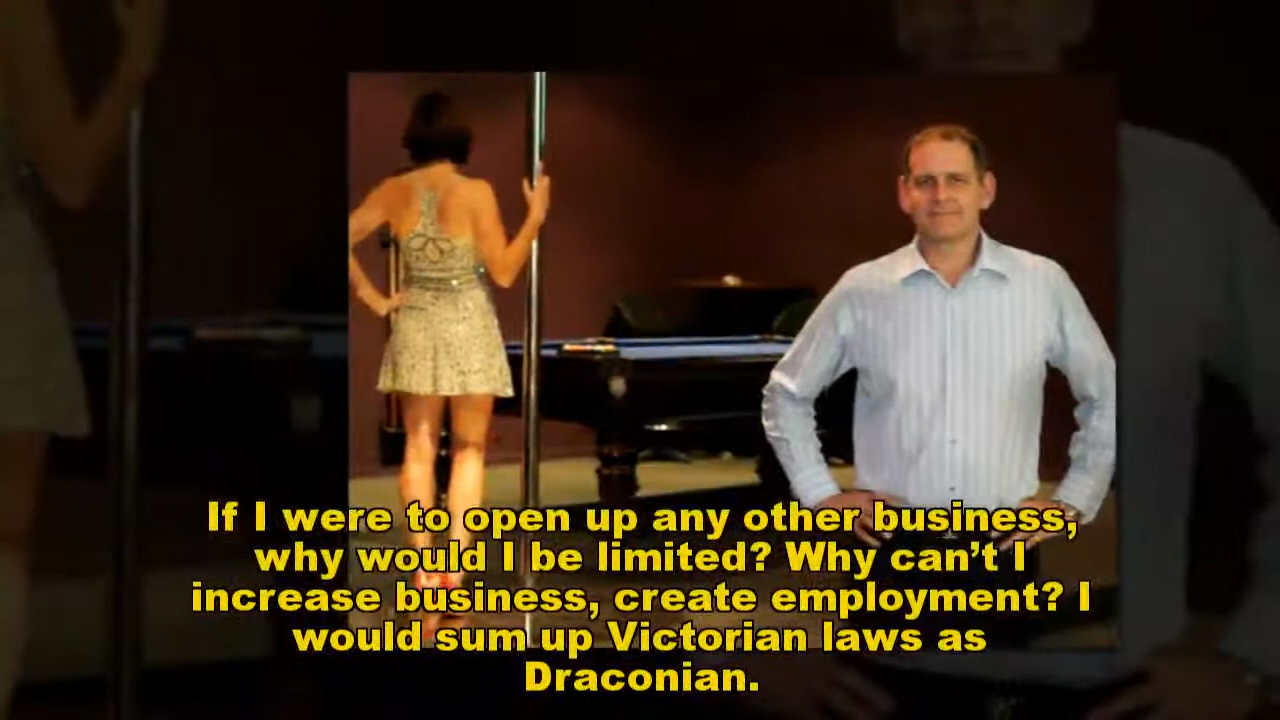 If I were to open up any other business,
why would I be limited? Why can’t I
increase business, create employment? I
would sum up Victorian laws as
Draconian.